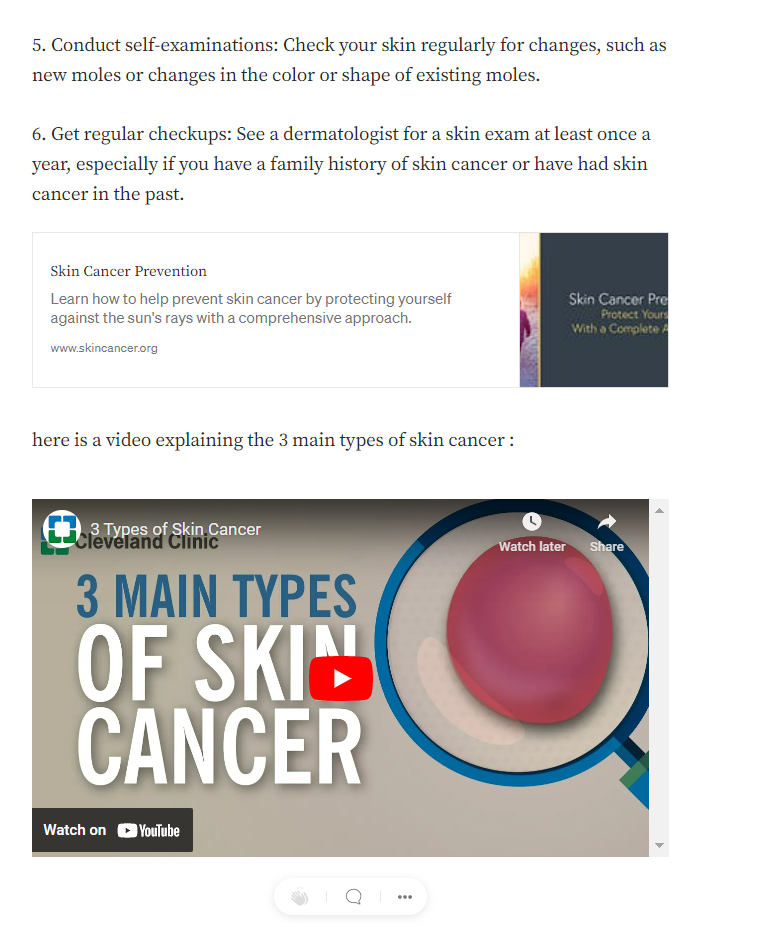 5. Conduct self-examinations: Check your skin regularly for changes, such as
new moles or changes in the color or shape of existing moles.
6. Get regular checkups: See a dermatologist for a skin exam at least once a
year, especially if you have a family history of skin cancer or have had skin
cancer in the past.
Skin Cancer Prevention
Learn how to help prevent skin cancer by protecting yourself
against the sun's rays with a comprehensive approach.
www.skincancer.org
Skin Cancer Pre
Protect Yours
With a Complete A
here is a video explaining the 3 main types of skin cancer :
3 Types of Skin Cancer
Cleveland Clinic
Watch later
Share
3 MAIN TYPES
OF SKIN
CANCER
Watch on YouTube